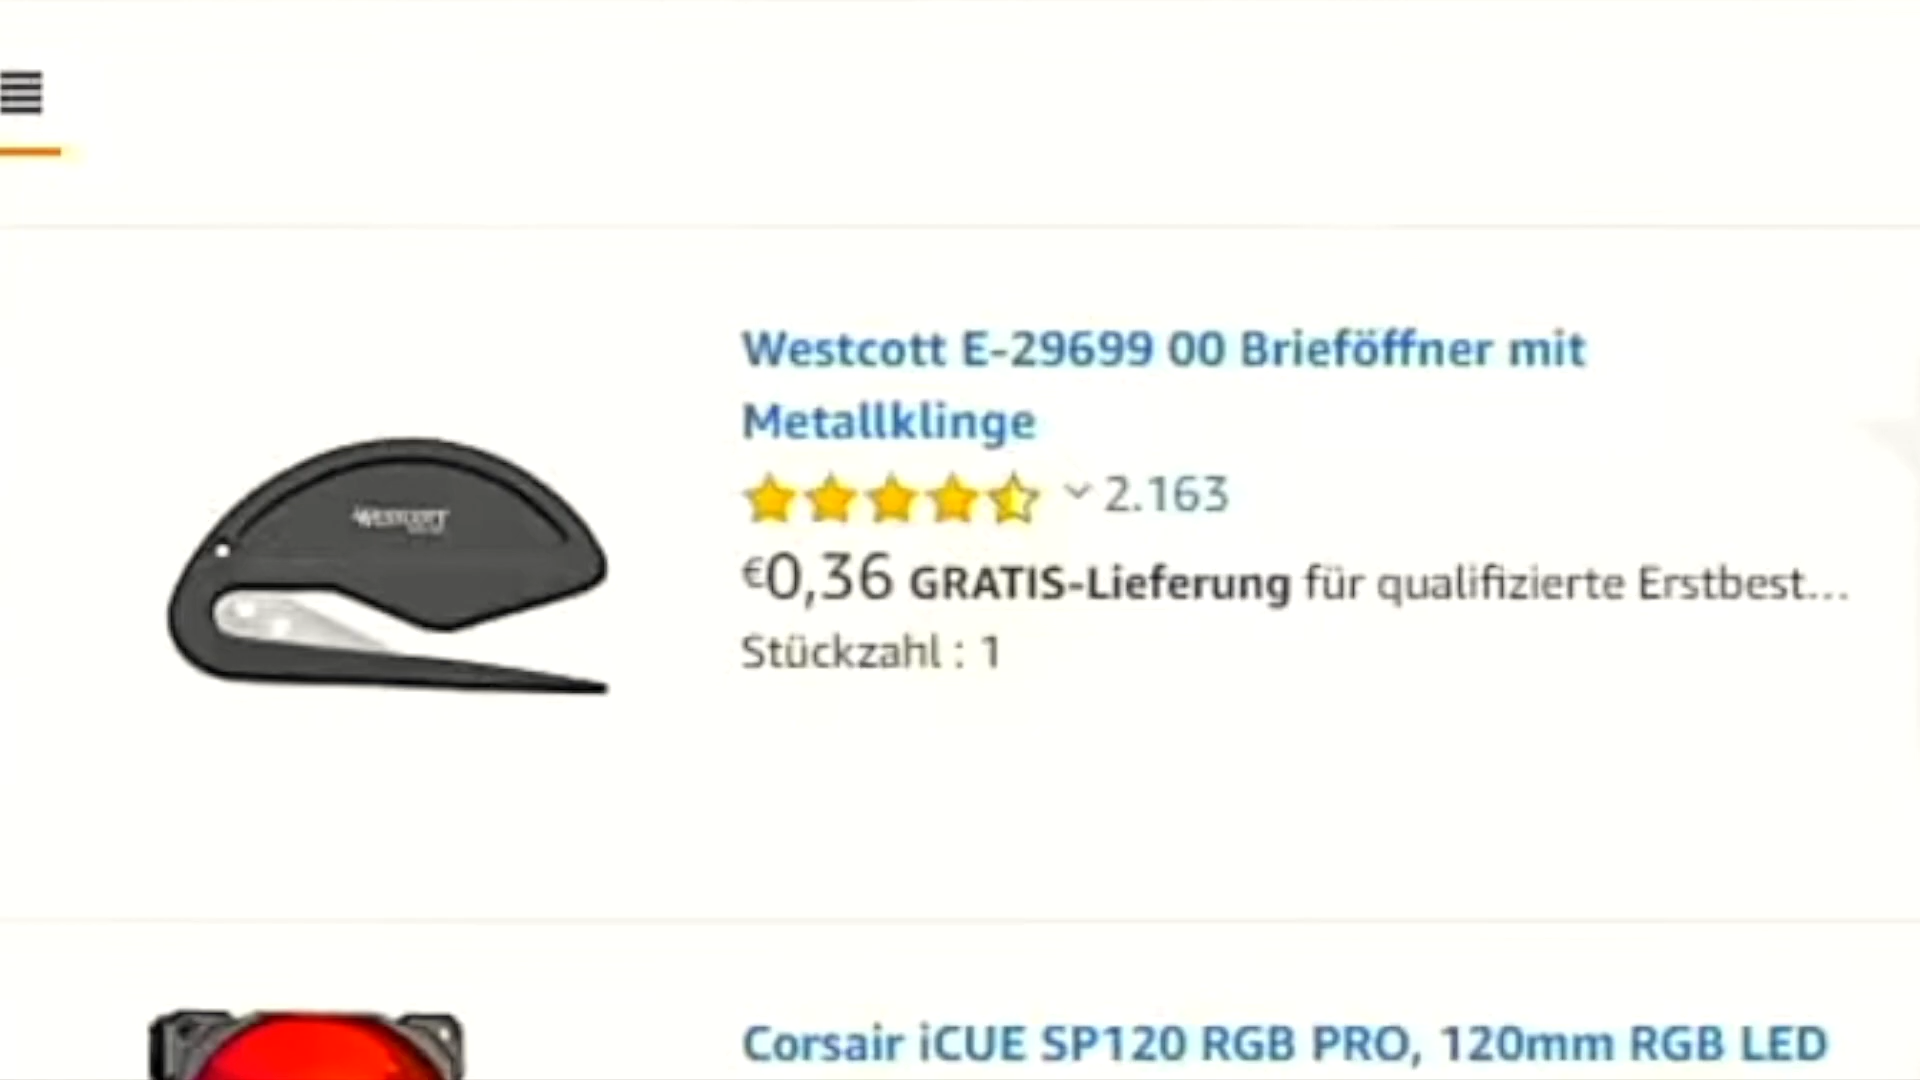 Westcott E-29699 00 Brieföffner mit
Metallklinge
2.163
€0,36 GRATIS-Lieferung für qualifizierte Erstbest...
Stückzahl : 1
WESTCOTT
Corsair iCUE SP120 RGB PRO, 120mm RGB LED